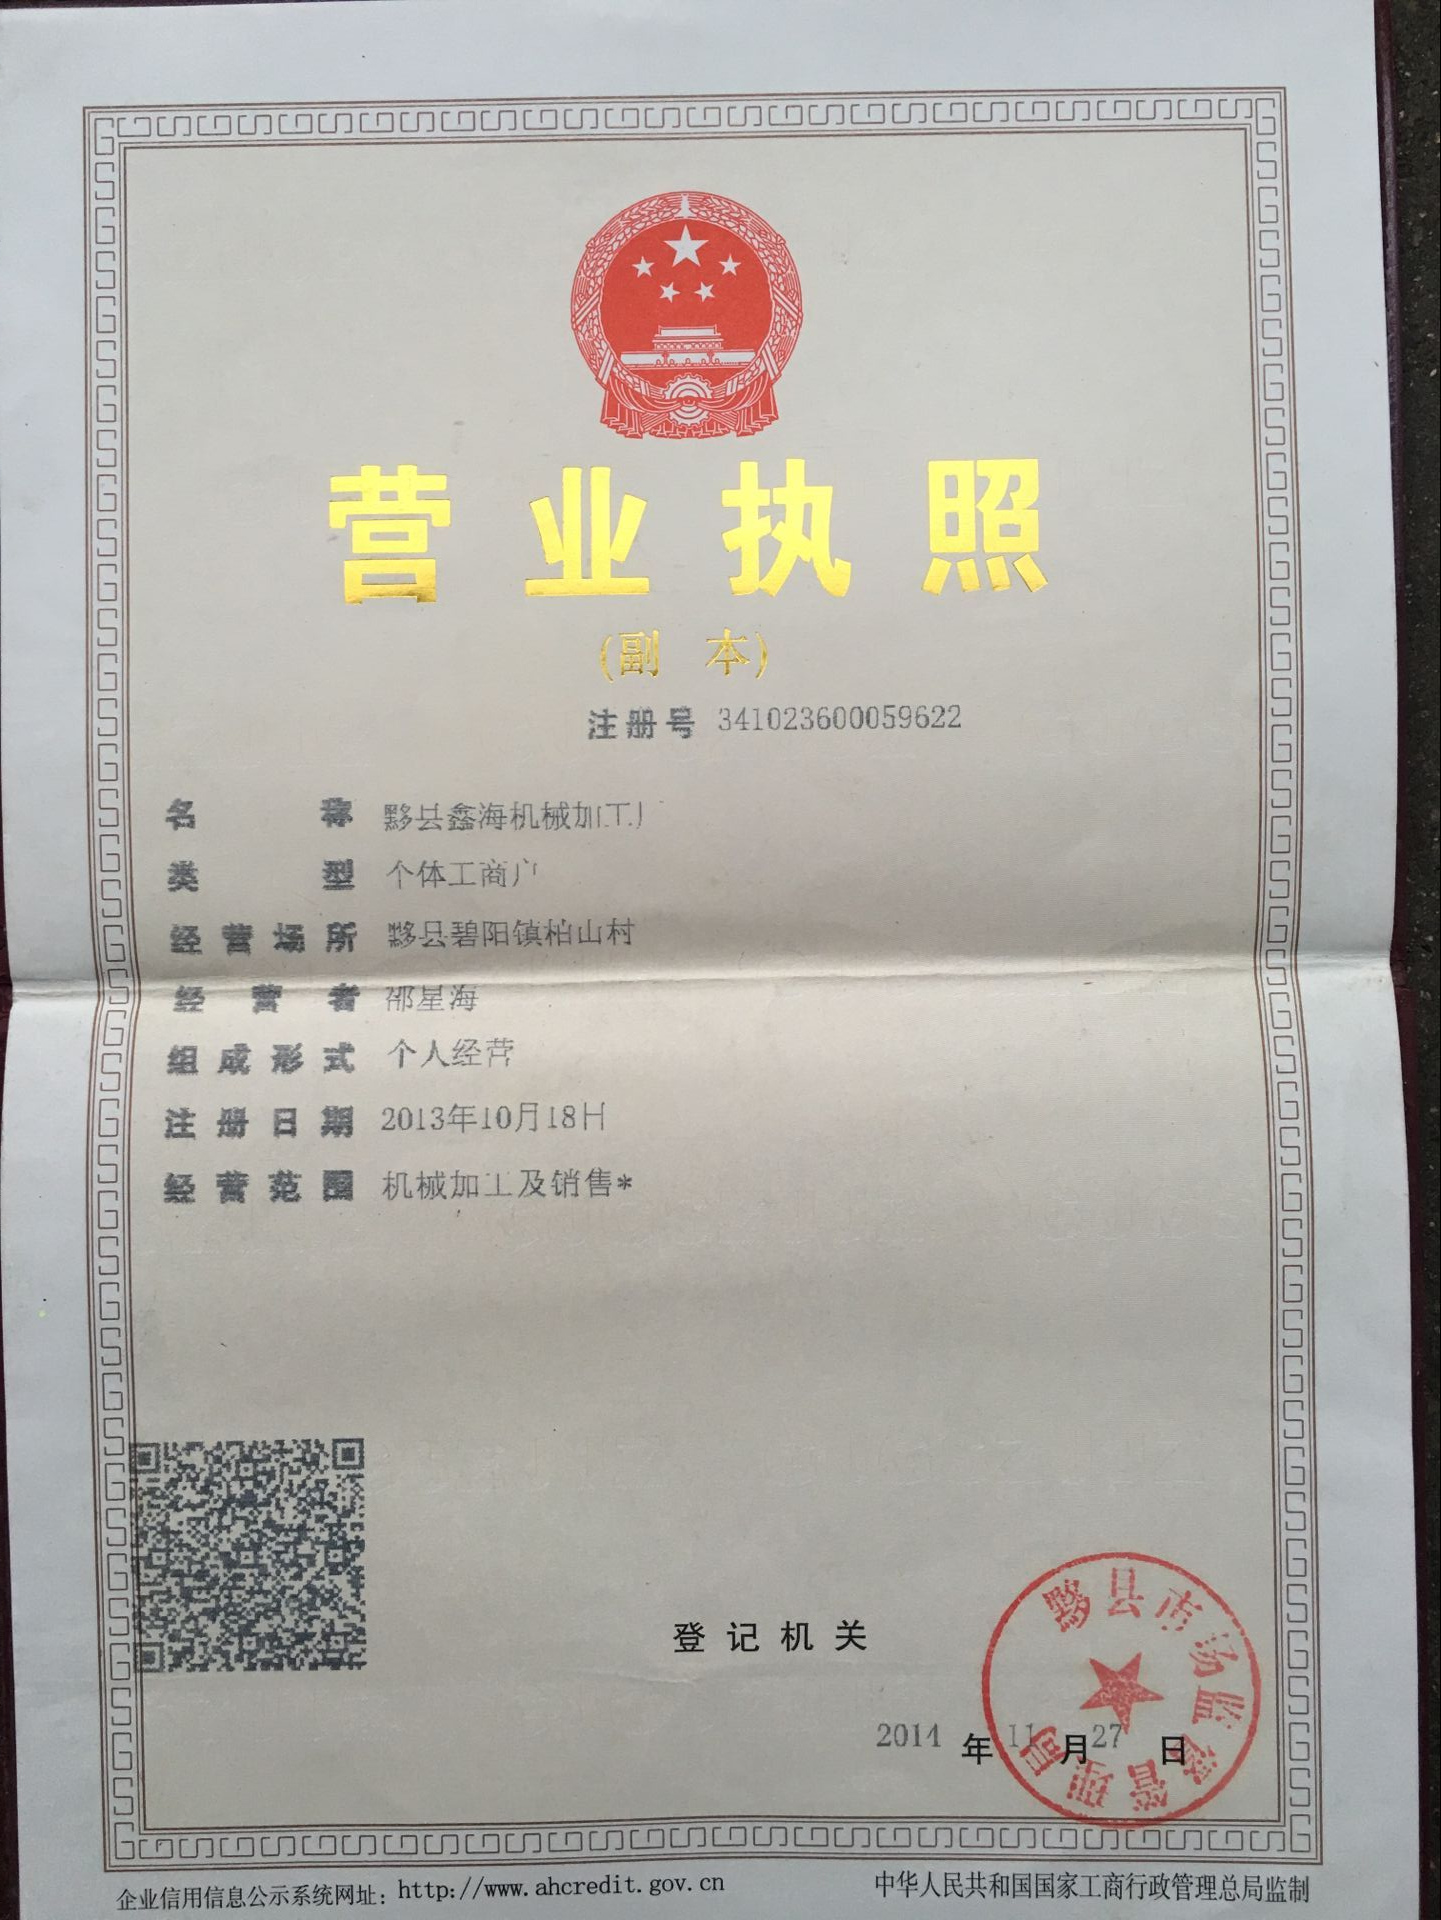 营业执照
(副 本)
注册号 341023600059622
名 称 黟县鑫海机械加工厂
类 型 个体工商户
经营场所 黟县碧阳镇柏山村
经营者 邵星海
组成形式 个人经营
注册日期 2013年10月18日
经营范围 机械加工及销售*
登记机关
黟县市场监督管理局
2014 年 11 月 27 日
企业信用信息公示系统网址: http://www.ahcredit.gov.cn
中华人民共和国国家工商行政管理总局监制